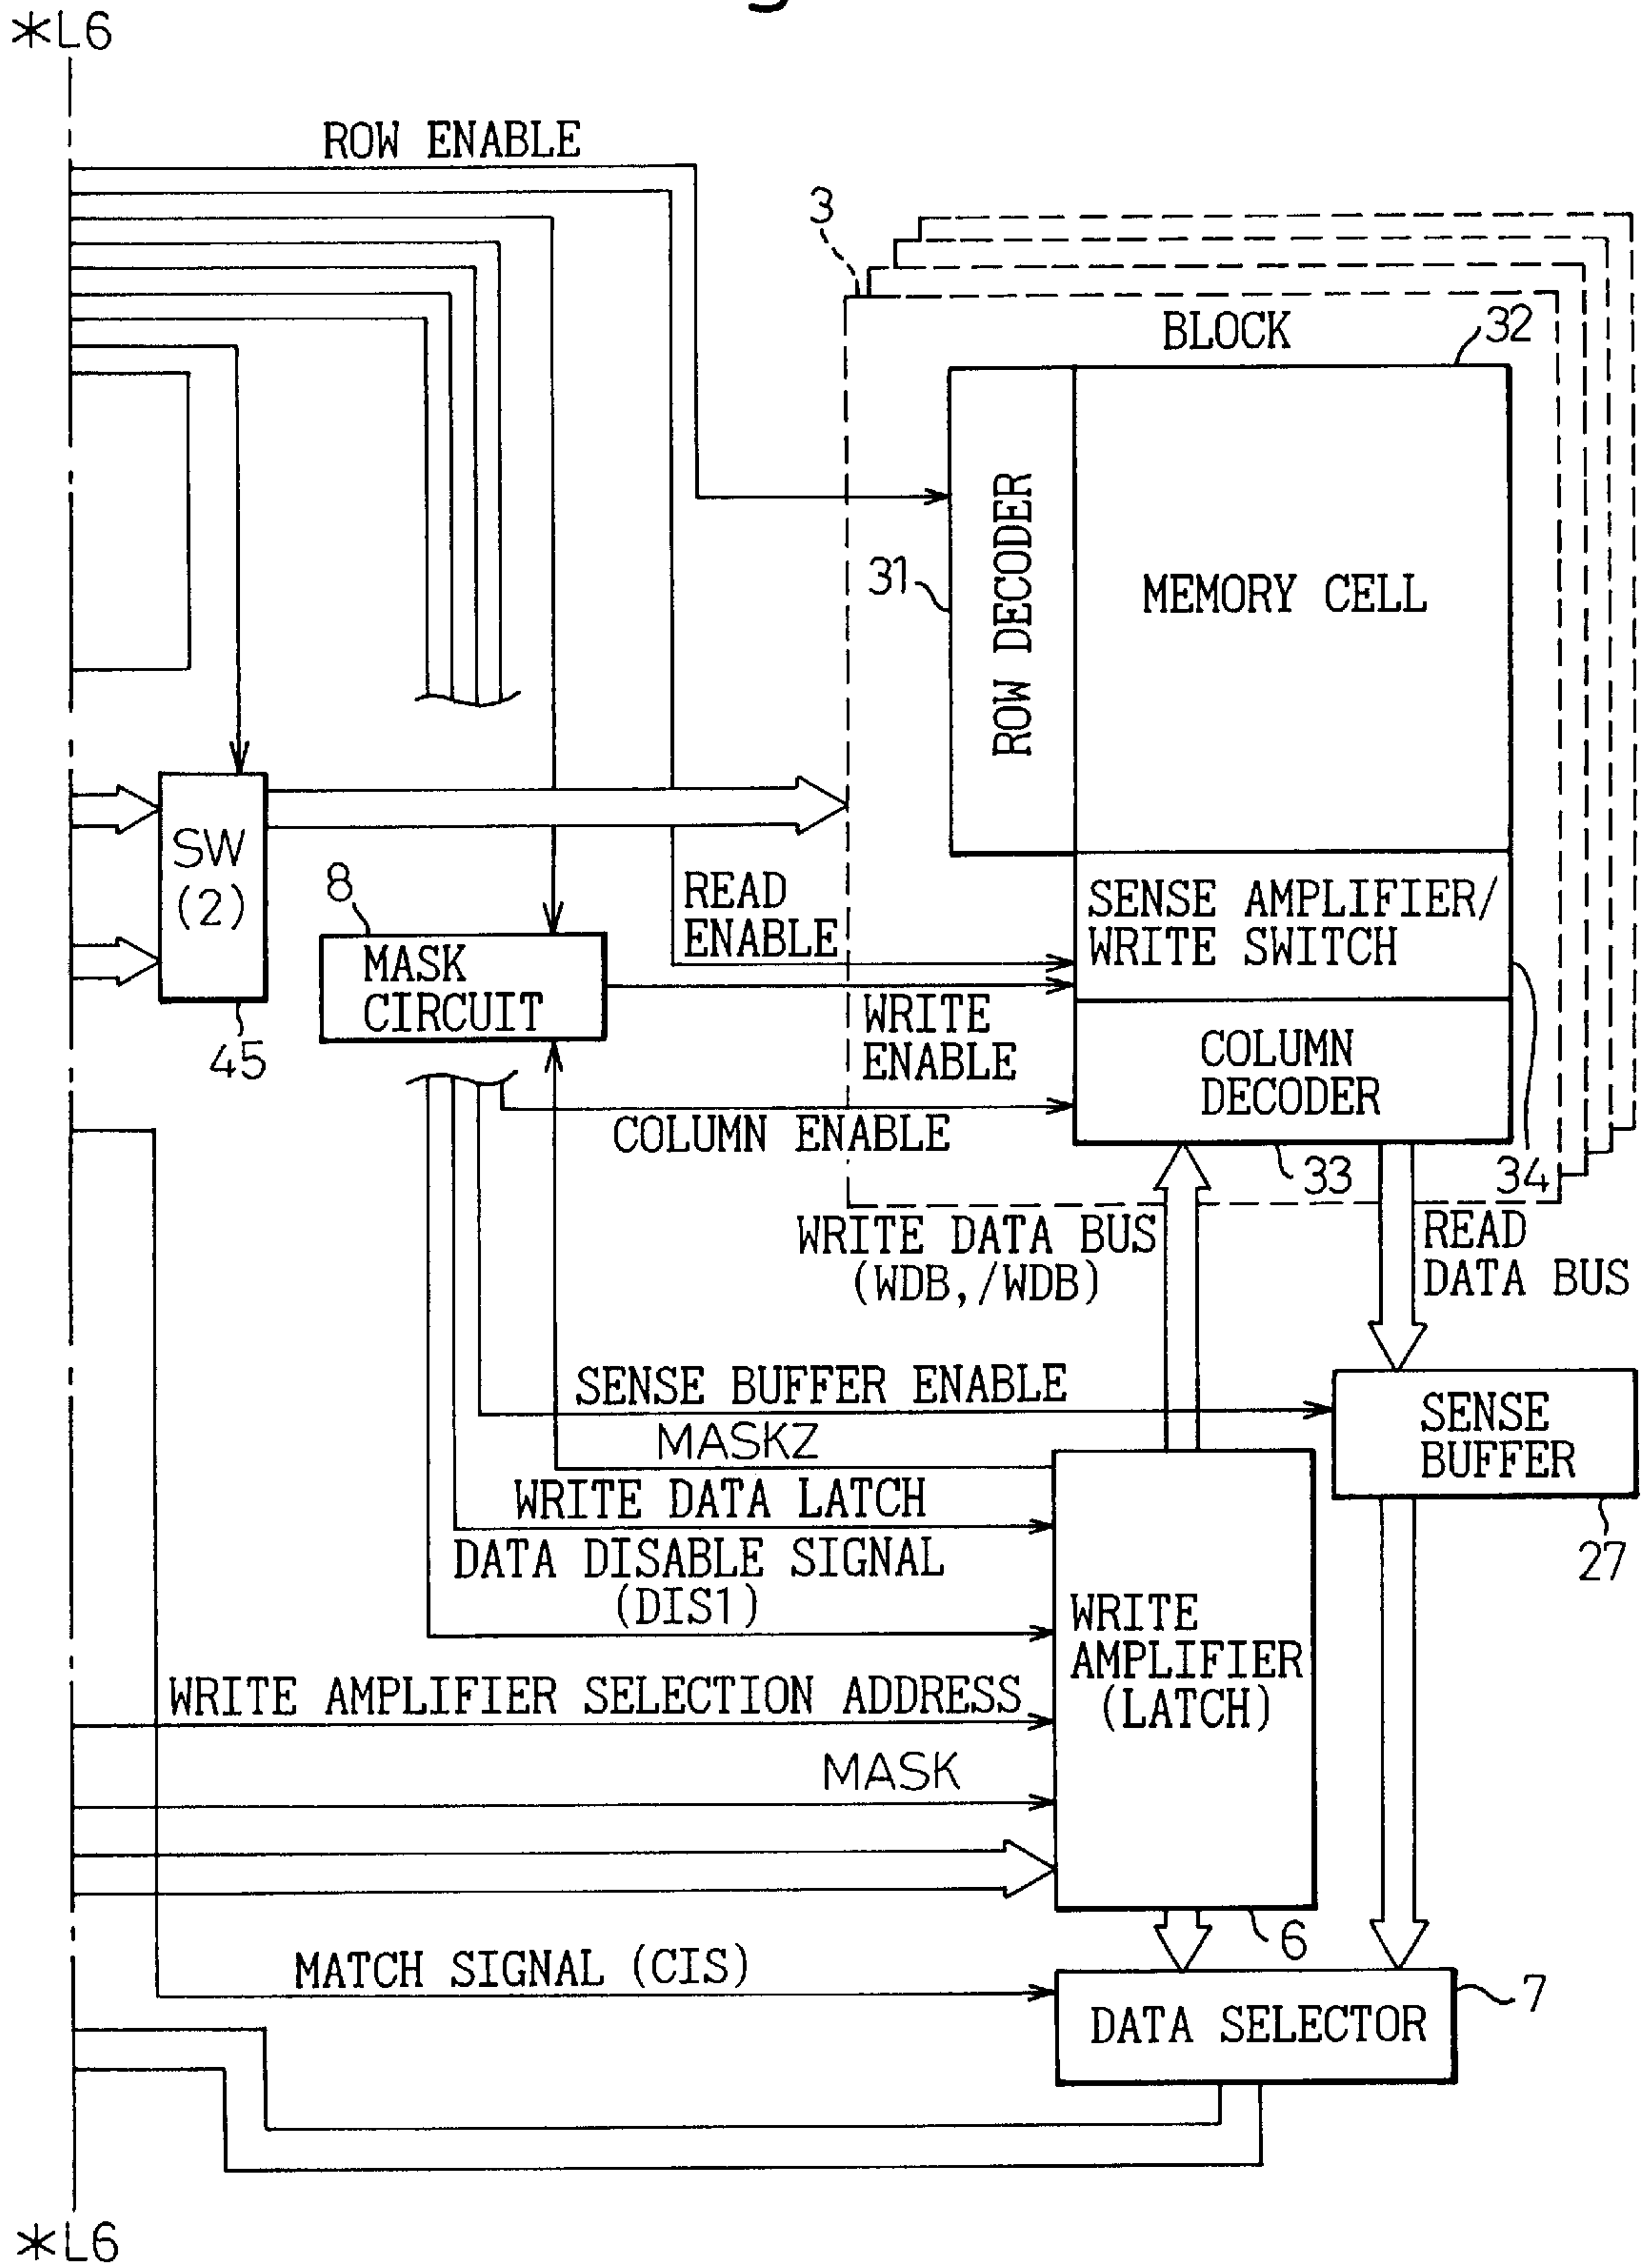 *L6
ROW ENABLE
3
BLOCK
32
ROW DECODER
31
MEMORY CELL
SW
(2)
45
8
MASK
CIRCUIT
READ
ENABLE
SENSE AMPLIFIER/
WRITE SWITCH
WRITE
ENABLE
COLUMN
DECODER
COLUMN ENABLE
33
34
WRITE DATA BUS
(WDB,/WDB)
READ
DATA BUS
SENSE BUFFER ENABLE
SENSE
BUFFER
27
MASKZ
WRITE DATA LATCH
DATA DISABLE SIGNAL
(DIS1)
WRITE
AMPLIFIER
(LATCH)
WRITE AMPLIFIER SELECTION ADDRESS
MASK
6
MATCH SIGNAL (CIS)
7
DATA SELECTOR
*L6